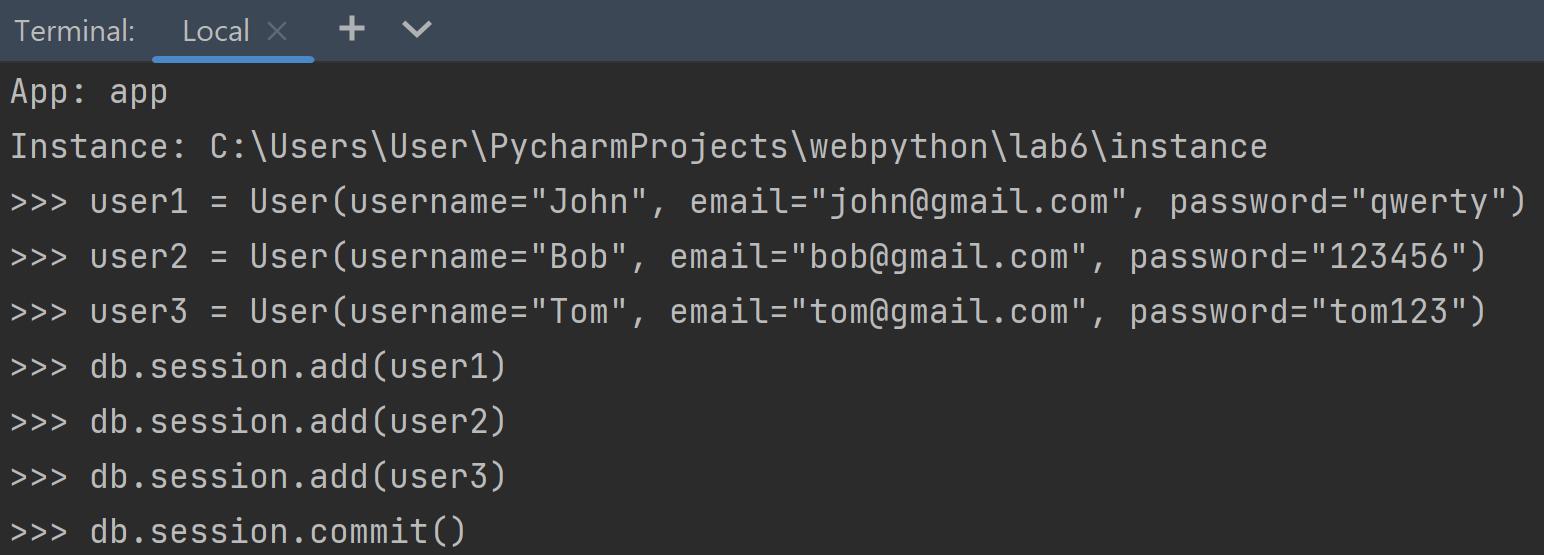 Terminal: Local
App: app
Instance: C:\Users\User\PycharmProjects\webpython\lab6\instance
>>> user1 = User(username="John", email="john@gmail.com", password="qwerty")
>>> user2 = User(username="Bob", email="bob@gmail.com", password="123456")
>>> user3 = User(username="Tom", email="tom@gmail.com", password="tom123")
>>> db.session.add(user1)
>>> db.session.add(user2)
>>> db.session.add(user3)
>>> db.session.commit()